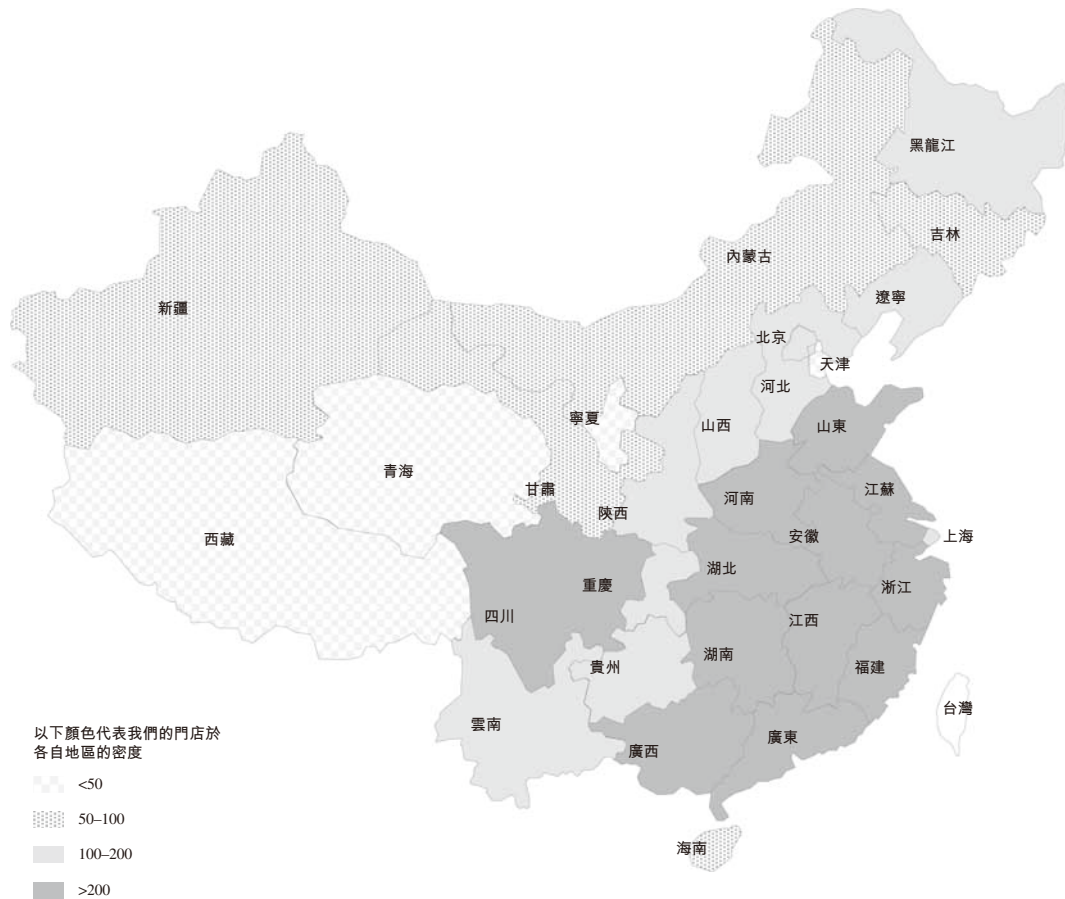 黑龍江
吉林
內蒙古
遼寧
新疆
北京
天津
河北
寧夏
山西
山東
青海
甘肅
河南
江蘇
陝西
安徽
上海
西藏
湖北
重慶
浙江
四川
江西
湖南
福建
貴州
台灣
雲南
廣東
廣西
以下顏色代表我們的門店於
各自地區的密度
<50
50–100
海南
100–200
>200